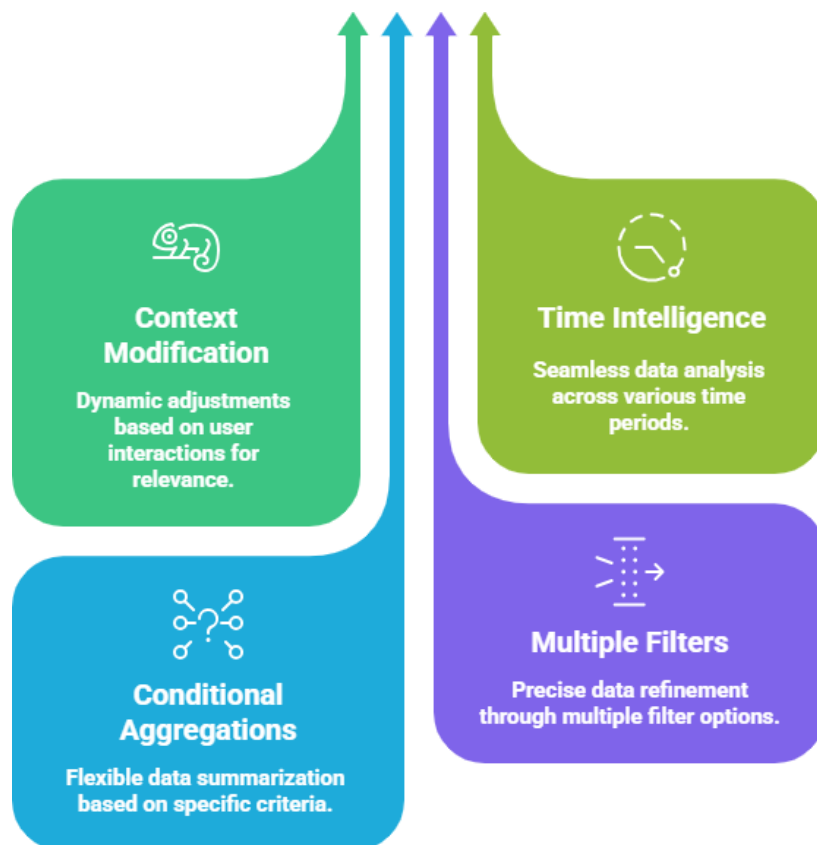 Context
Modification
Dynamic adjustments
based on user
interactions for
relevance.
Time Intelligence
Seamless data analysis
across various time
periods.
Conditional
Aggregations
Flexible data summarization
based on specific criteria.
Multiple Filters
Precise data refinement
through multiple filter options.